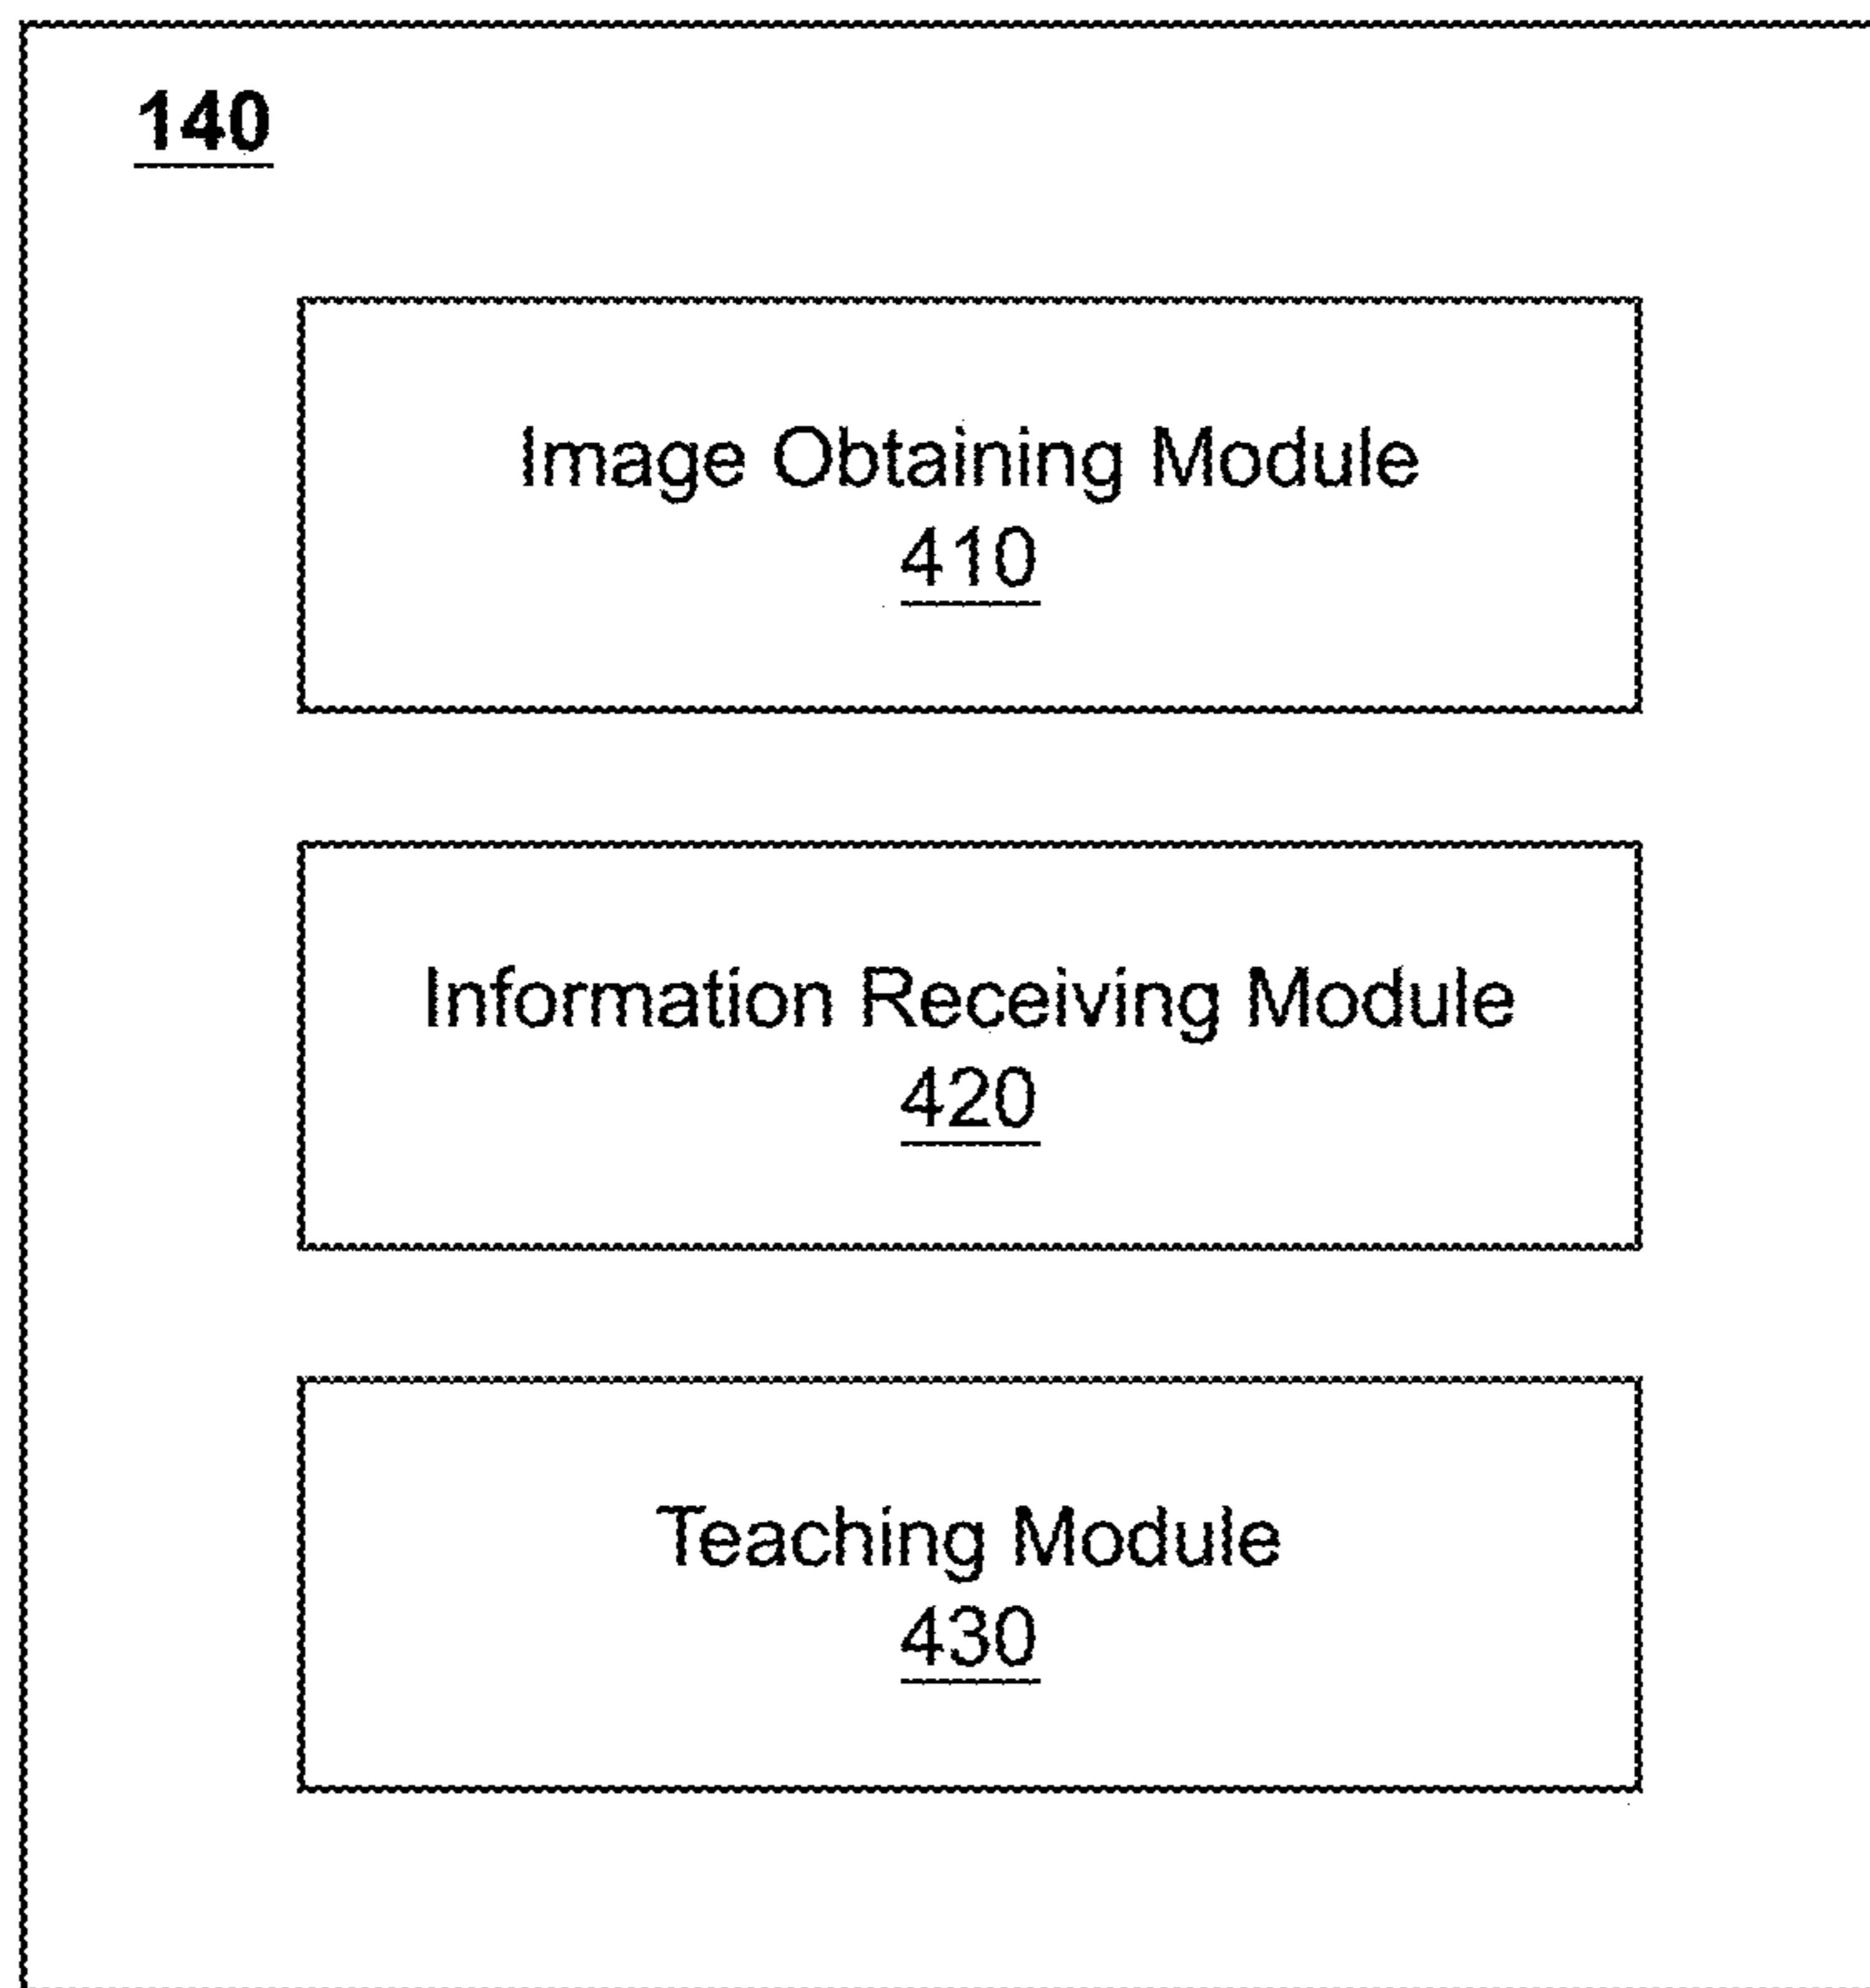 140
Image Obtaining Module
410
Information Receiving Module
420
Teaching Module
430